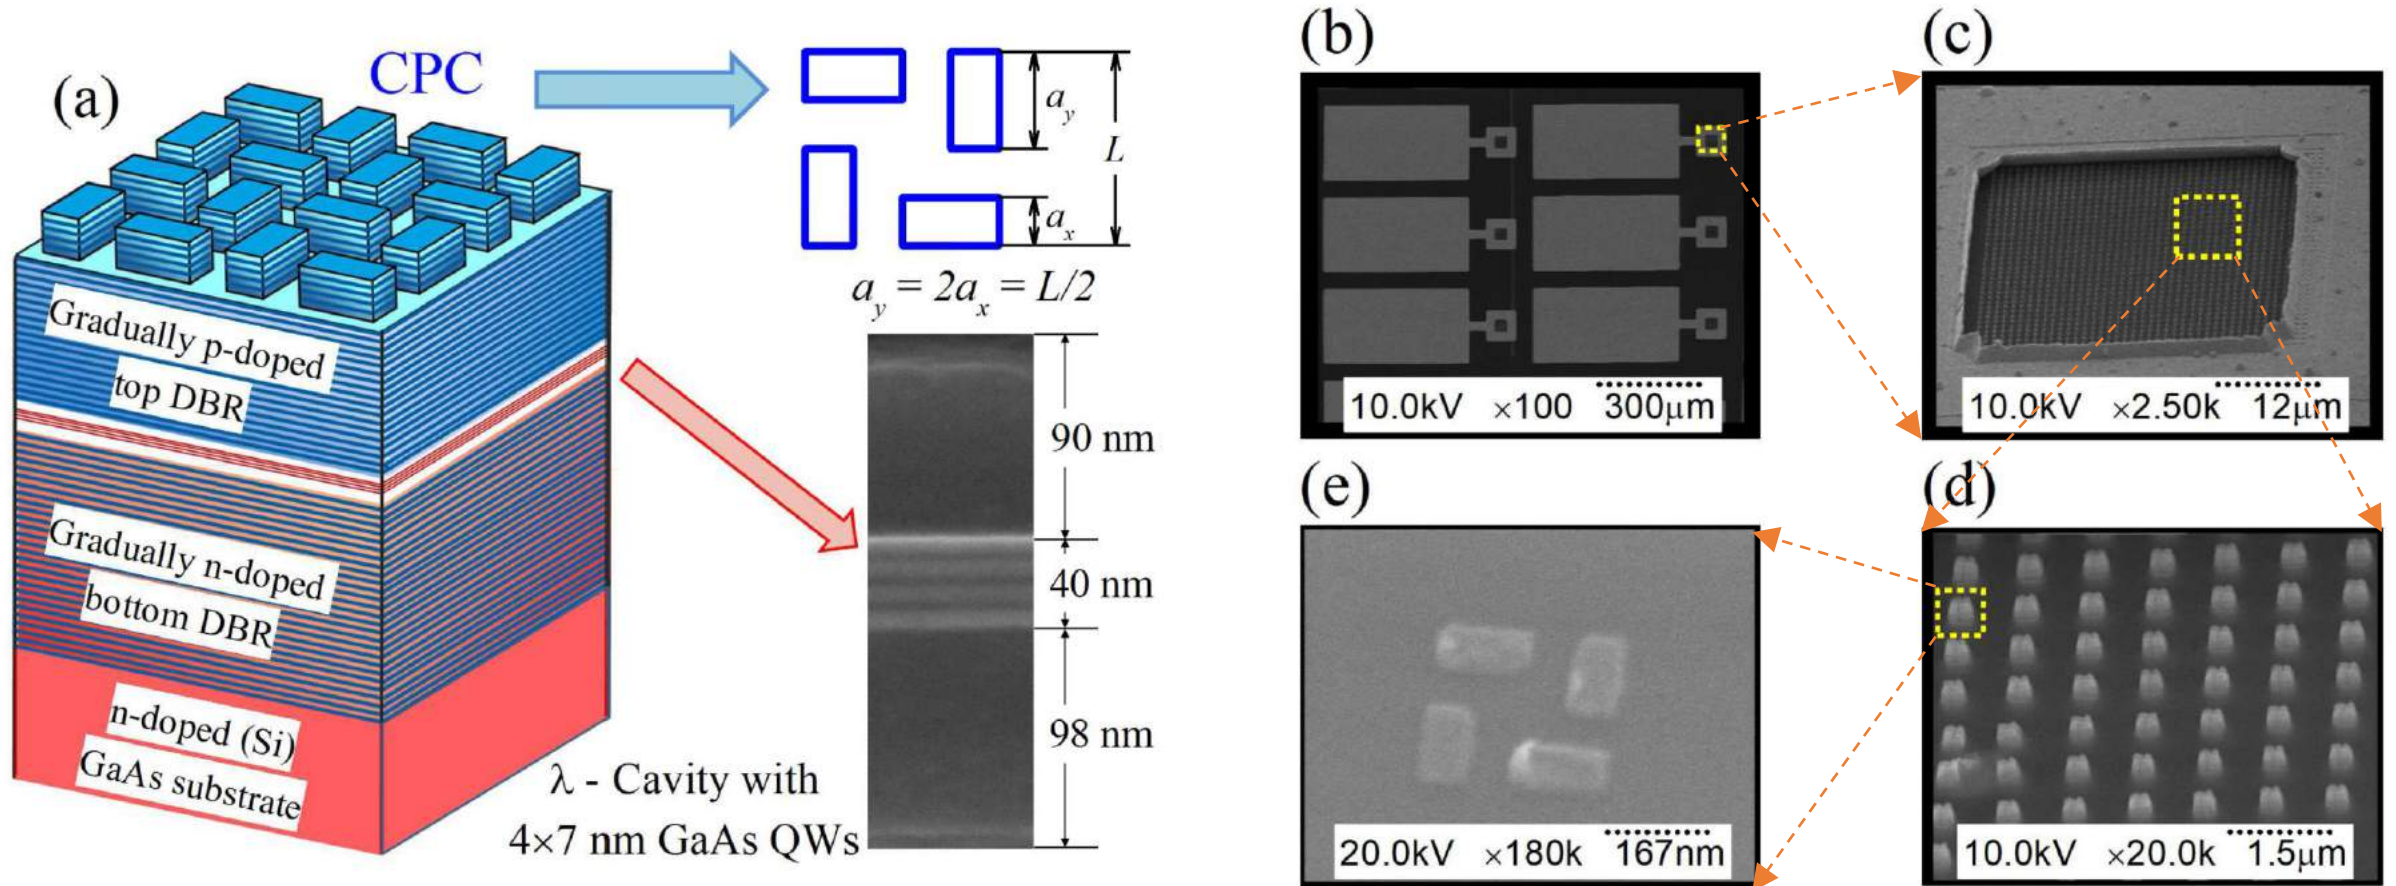 (a)
CPC
a_y
L
a_x
a_y = 2a_x = L/2
Gradually p-doped
top DBR
Gradually n-doped
bottom DBR
n-doped (Si)
GaAs substrate
90 nm
40 nm
98 nm
λ - Cavity with
4×7 nm GaAs QWs
(b)
10.0kV ×100 300μm
(c)
10.0kV ×2.50k 12μm
(e)
20.0kV ×180k 167nm
(d)
10.0kV ×20.0k 1.5μm